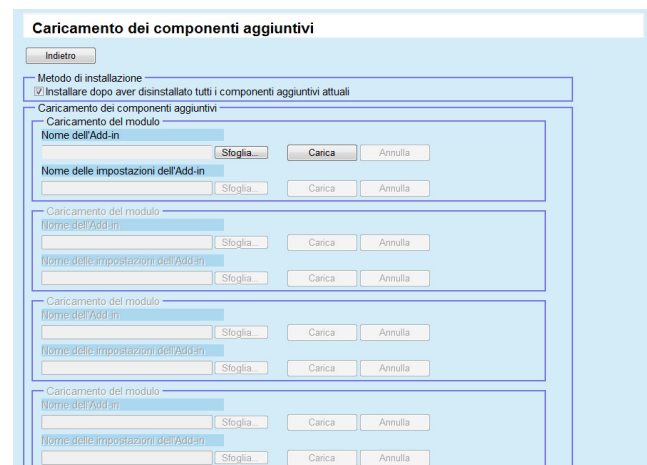 Caricamento dei componenti aggiuntivi
Indietro
Metodo di installazione
Installare dopo aver disinstallato tutti i componenti aggiuntivi attuali
Caricamento dei componenti aggiuntivi
Caricamento del modulo
Nome dell'Add-in
Sfoglia... Carica Annulla
Nome delle impostazioni dell'Add-in
Sfoglia... Carica Annulla
Caricamento del modulo
Nome dell'Add-in
Sfoglia... Carica Annulla
Nome delle impostazioni dell'Add-in
Sfoglia... Carica Annulla
Caricamento del modulo
Nome dell'Add-in
Sfoglia... Carica Annulla
Nome delle impostazioni dell'Add-in
Sfoglia... Carica Annulla
Caricamento del modulo
Nome dell'Add-in
Sfoglia... Carica Annulla
Nome delle impostazioni dell'Add-in
Sfoglia... Carica Annulla